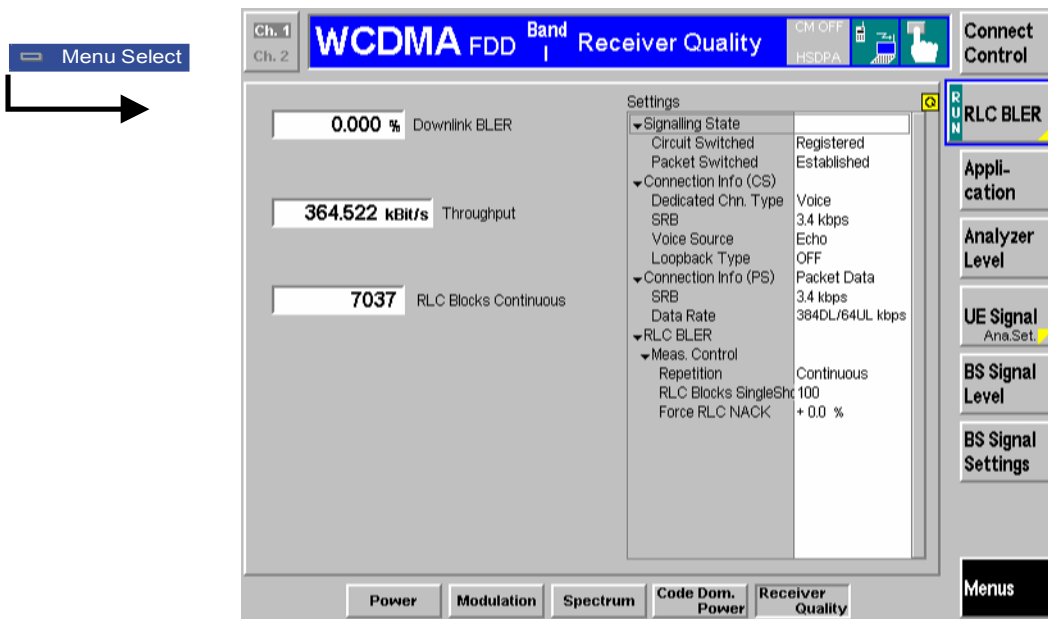 Menu Select
Ch. 1
Ch. 2
WCDMA FDD Band I Receiver Quality
CM OFF
HSDPA
Connect Control
0.000 % Downlink BLER
364.522 kBit/s Throughput
7037 RLC Blocks Continuous
Settings
Signalling State
Circuit Switched Registered
Packet Switched Established
Connection Info (CS)
Dedicated Chn. Type Voice
SRB 3.4 kbps
Voice Source Echo
Loopback Type OFF
Connection Info (PS) Packet Data
SRB 3.4 kbps
Data Rate 384DL/64UL kbps
RLC BLER
Meas. Control
Repetition Continuous
RLC Blocks SingleSho 100
Force RLC NACK + 0.0 %
RUN
RLC BLER
Appli-
cation
Analyzer
Level
UE Signal
Ana.Set.
BS Signal
Level
BS Signal
Settings
Menus
Power
Modulation
Spectrum
Code Dom.
Power
Receiver
Quality